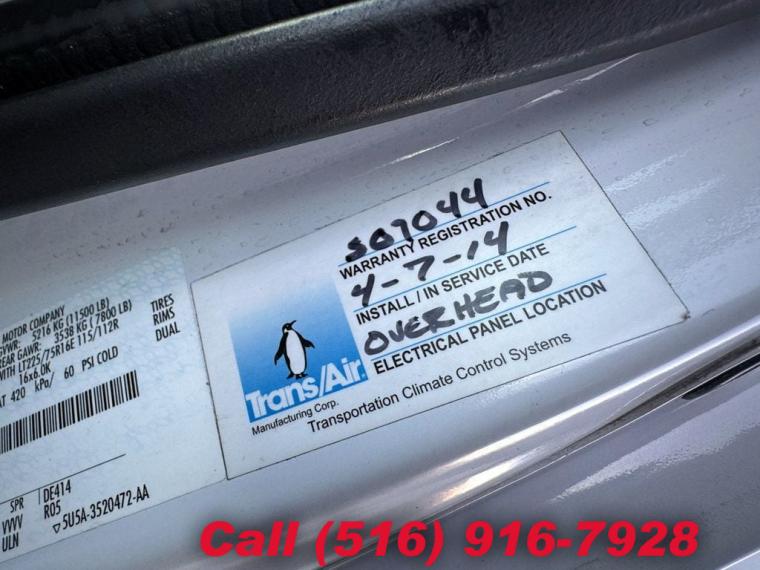 MOTOR COMPANY
5216 KG (11500 LB)
REAR GAWR: 3538 KG (7800 LB)
WITH LT225/75R16E 115/112R
16x6.0K
AT 420 kPa/ 60 PSI COLD
TIRES
RIMS
DUAL
SPR
DE414
VVVV
R05
ULN
5U5A-3520472-AA
S07044
WARRANTY REGISTRATION NO.
4-7-14
INSTALL / IN SERVICE DATE
OVERHEAD
ELECTRICAL PANEL LOCATION
Trans/Air
Manufacturing Corp.
Transportation Climate Control Systems
Call (516) 916-7928